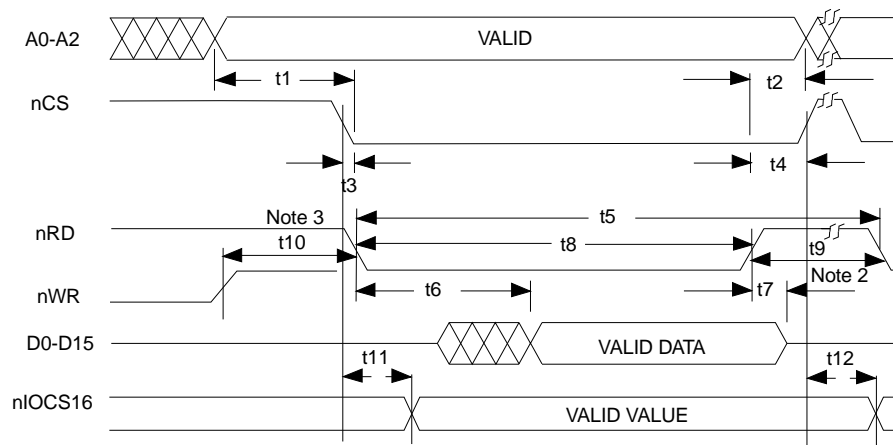 A0-A2
VALID
t1
t2
nCS
t3
t4
Note 3
t5
nRD
t10
t8
t9
nWR
t6
t7
Note 2
D0-D15
VALID DATA
t11
t12
nIOCS16
VALID VALUE